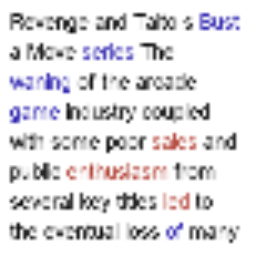 Revenge and Taito s Bust
a Move series The
waning of the arcade
game industry coupled
with some poor sales and
public enthusiasm from
several key titles led to
the eventual loss of many